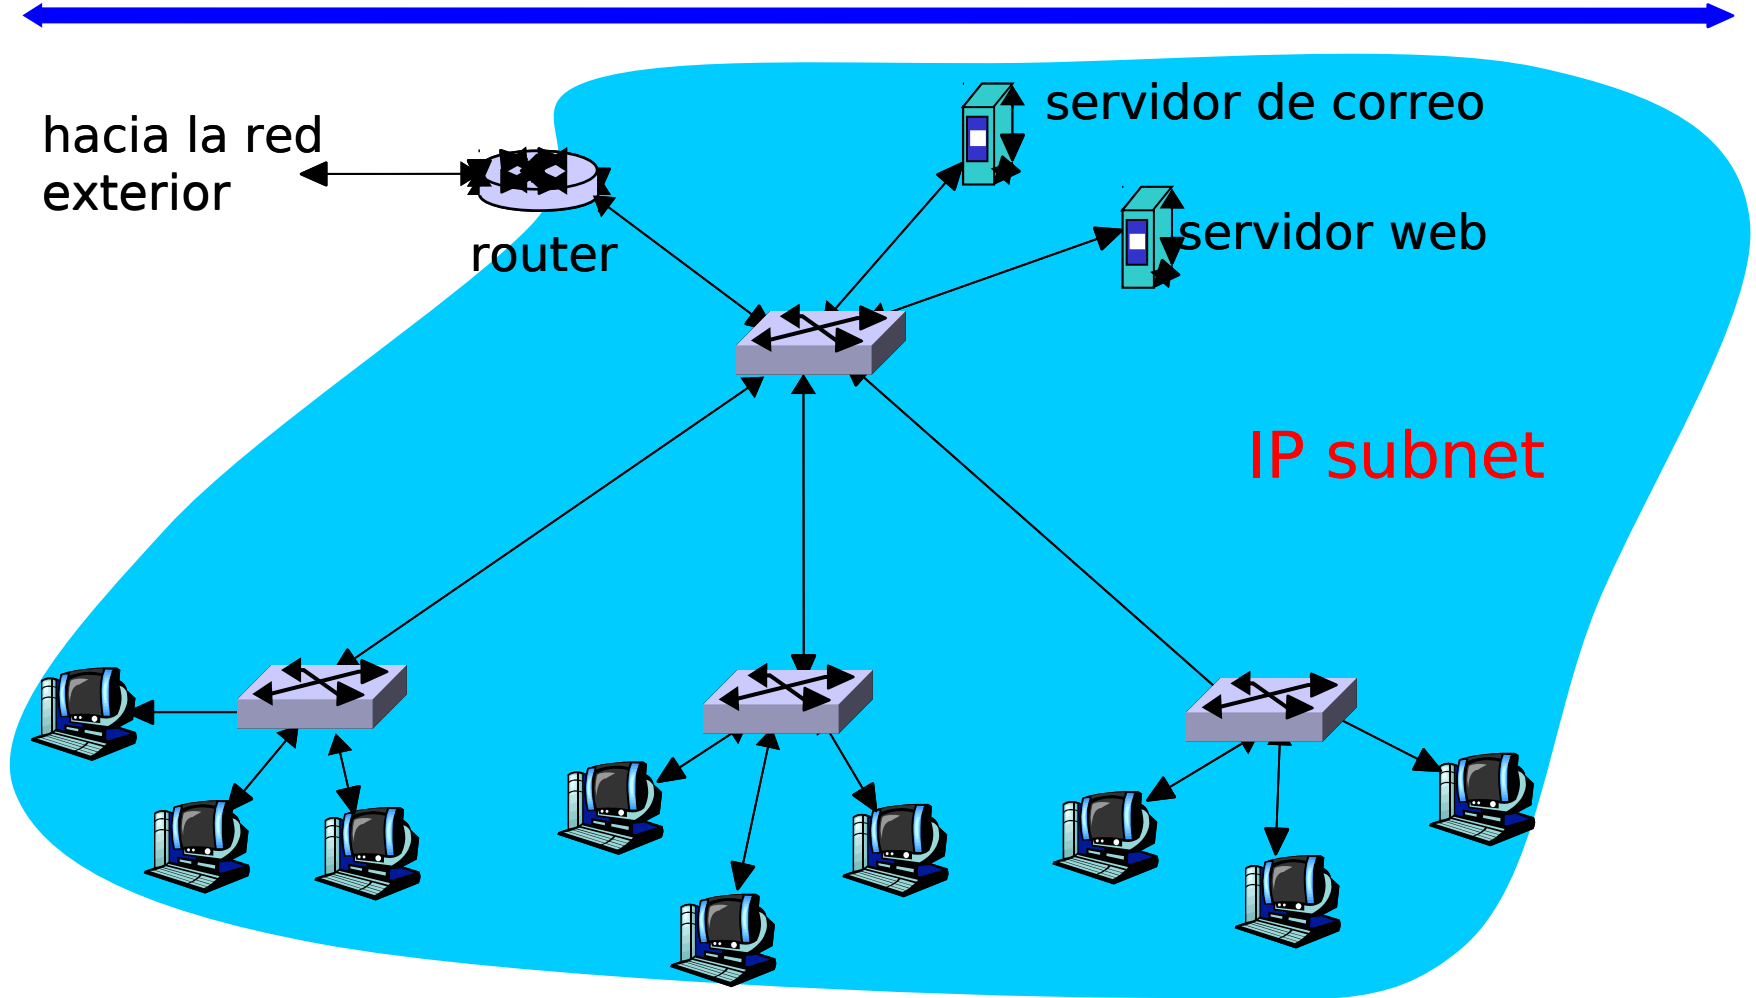 hacia la red
exterior
router
servidor de correo
servidor web
IP subnet